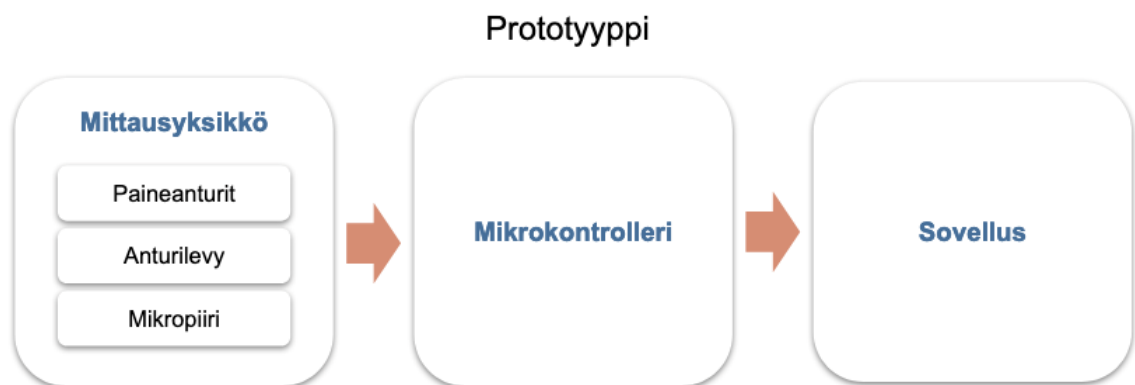 Prototyyppi
Mittausyksikkö
Paineanturit
Anturilevy
Mikropiiri
Mikrokontrolleri
Sovellus